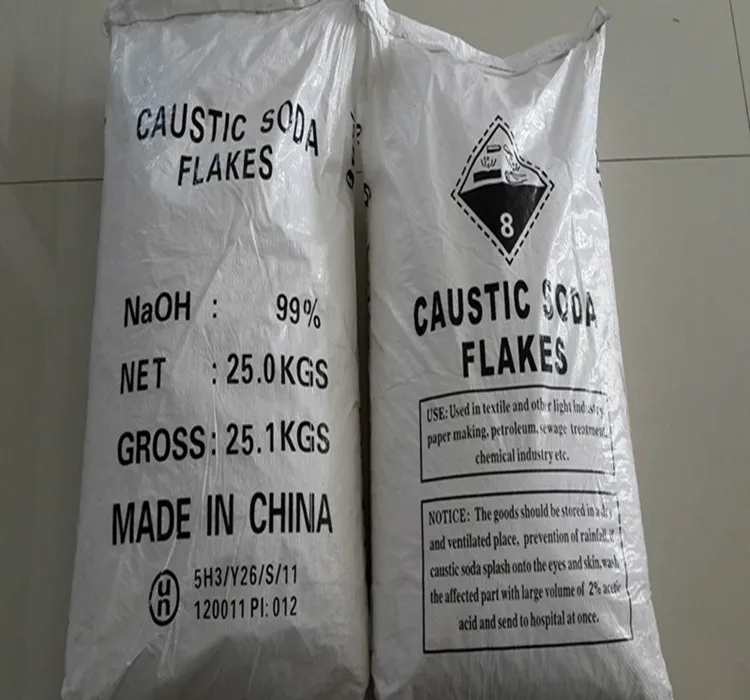 CAUSTIC SODA
FLAKES
NaOH : 99%
NET : 25.0KGS
GROSS: 25.1KGS
MADE IN CHINA
un
5H3/Y26/S/11
120011 PI: 012
8
CAUSTIC SODA
FLAKES
USE: Used in textile and other light industry,
paper making, petroleum, sewage treatment,
chemical industry etc.
NOTICE: The goods should be stored in a dry
and ventilated place, prevention of rainfall, if
caustic soda splash onto the eyes and skin, wash
the affected part with large volume of 2% acetic
acid and send to hospital at once.